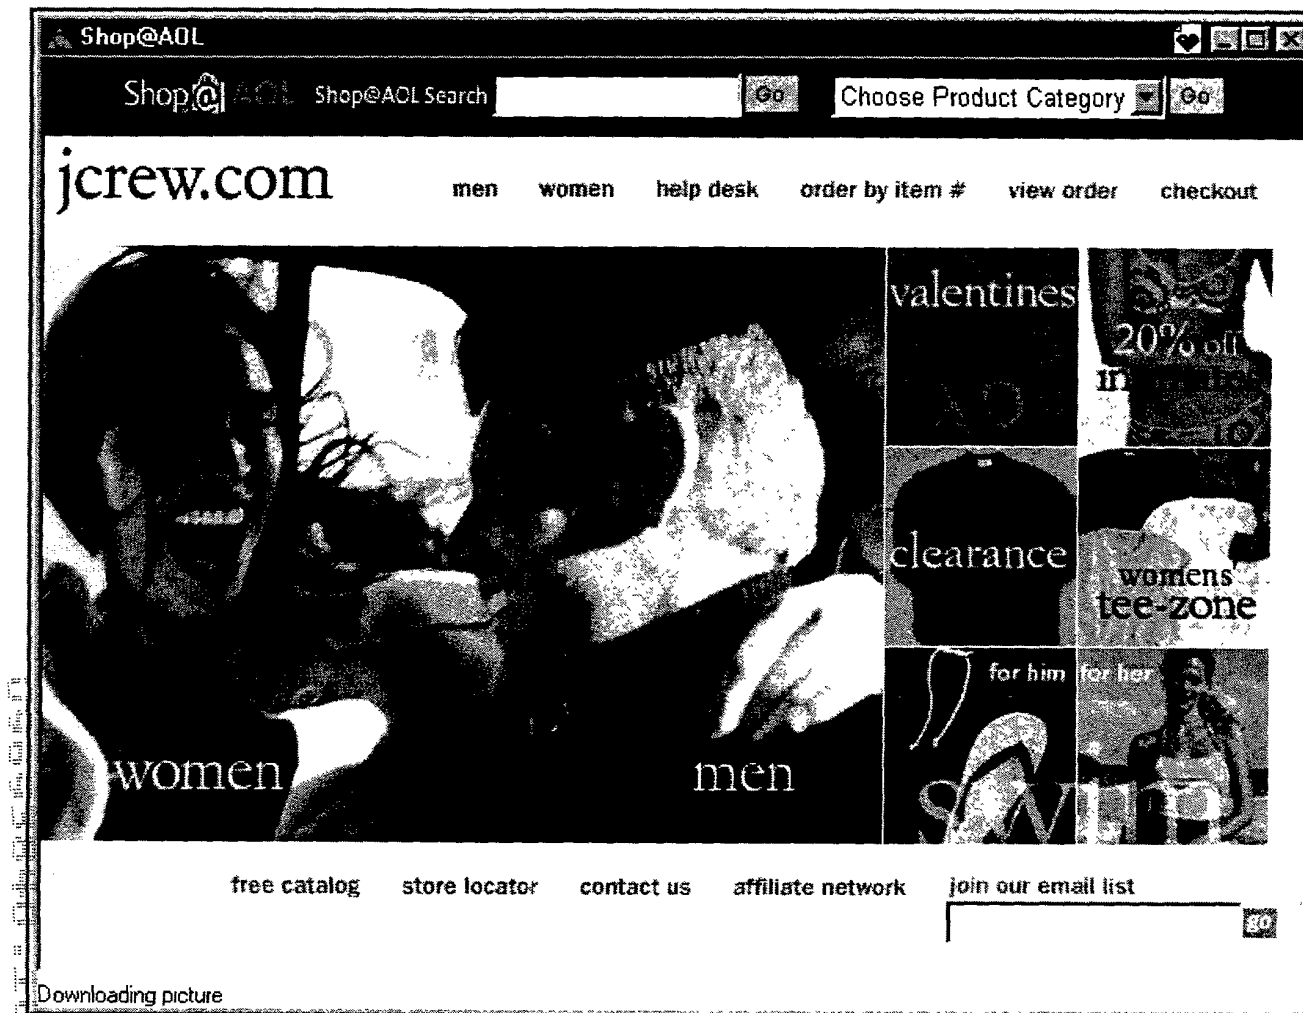 Shop@AOL
Shop@AOL Shop@AOL Search Go Choose Product Category Go
jcrew.com
men women help desk order by item # view order checkout
valentines
20% off
clearance
womens'
tee-zone
for him for her
women men
swim
free catalog store locator contact us affiliate network join our email list
go
Downloading picture